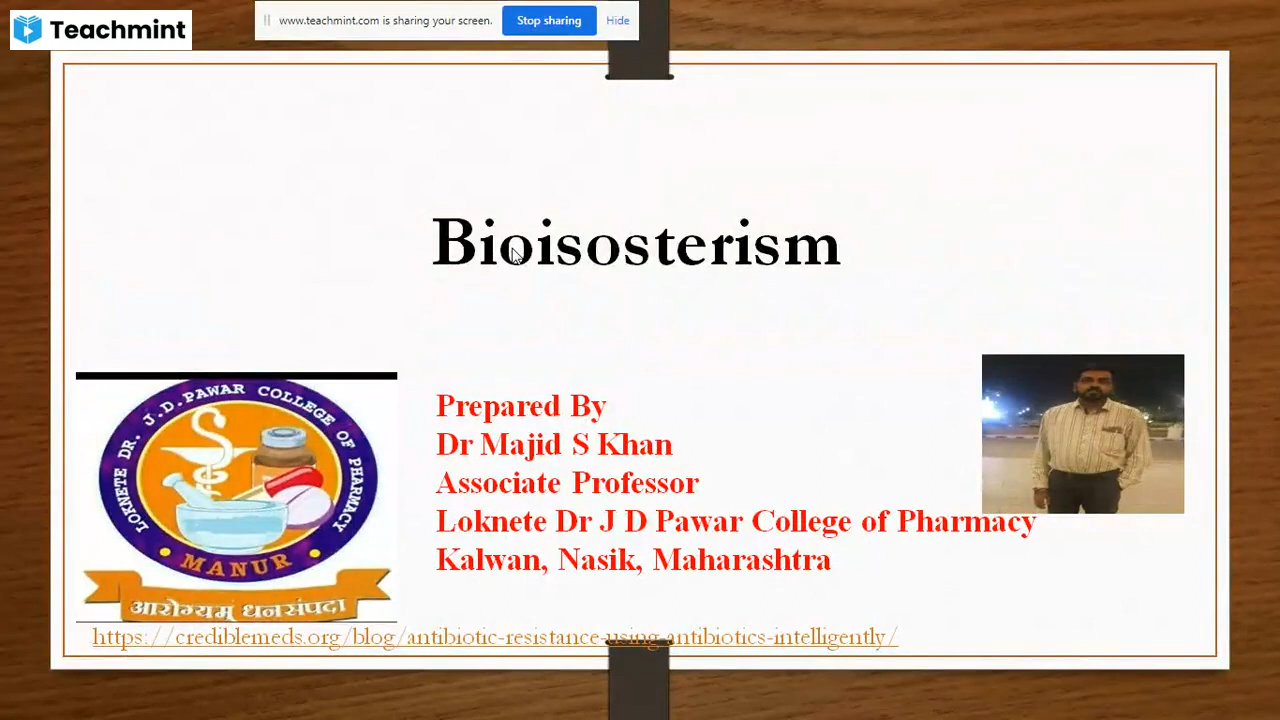 Teachmint
www.teachmint.com is sharing your screen.
Stop sharing
Hide
Bioisosterism
LOKNETE DR. J.D.PAWAR COLLEGE OF PHARMACY
MANUR
आरोग्यम् धनसंपदा
Prepared By
Dr Majid S Khan
Associate Professor
Loknete Dr J D Pawar College of Pharmacy
Kalwan, Nasik, Maharashtra
https://crediblemeds.org/blog/antibiotic-resistance-using-antibiotics-intelligently/